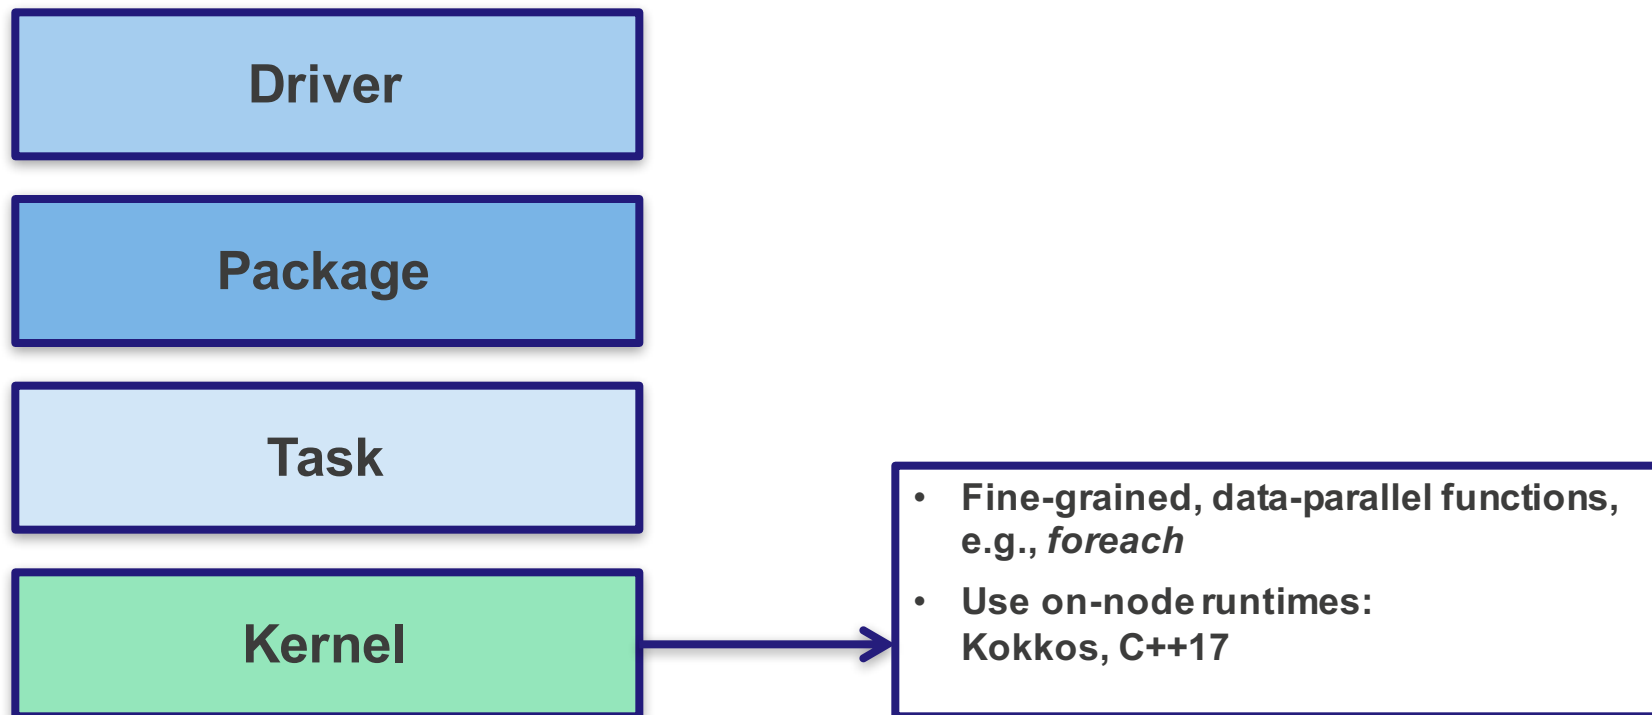 Driver
Package
Task
Kernel
• Fine-grained, data-parallel functions,
e.g., foreach
• Use on-node runtimes:
Kokkos, C++17